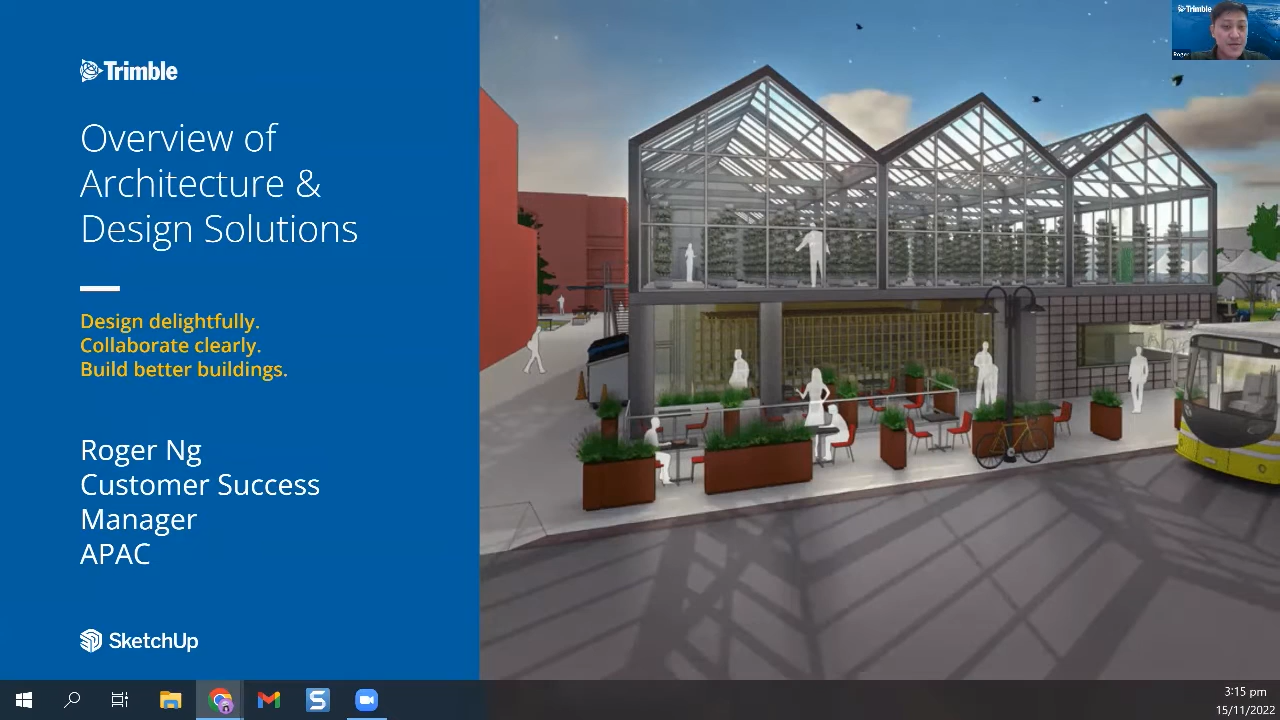 Trimble
Overview of
Architecture &
Design Solutions
Design delightfully.
Collaborate clearly.
Build better buildings.
Roger Ng
Customer Success
Manager
APAC
SketchUp
Trimble
Roger
3:15 pm
15/11/2022